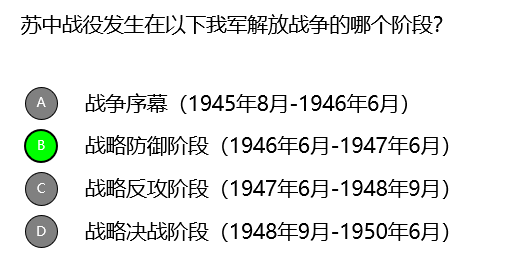 苏中战役发生在以下我军解放战争的哪个阶段?
A 战争序幕（1945年8月-1946年6月）
B 战略防御阶段（1946年6月-1947年6月）
C 战略反攻阶段（1947年6月-1948年9月）
D 战略决战阶段（1948年9月-1950年6月）